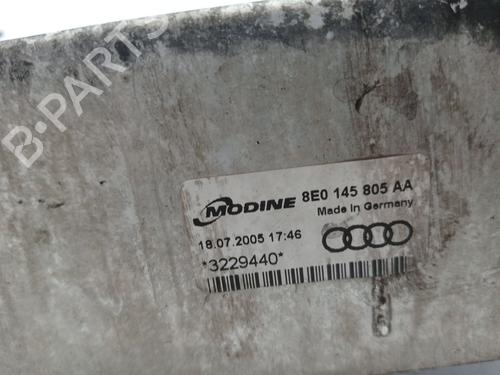 B-PARTS
MODINE 8E0 145 805 AA
Made in Germany
18.07.2005 17:46
*3229440*